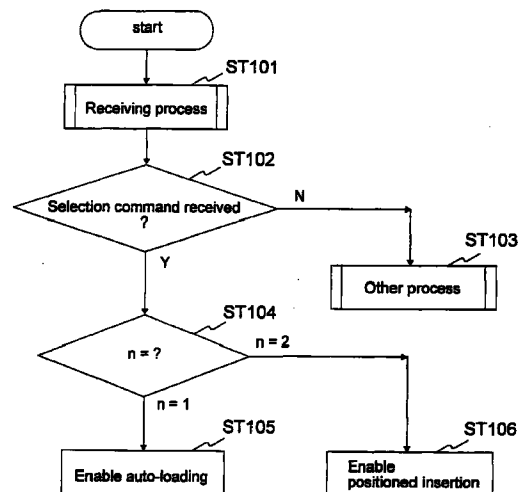 start
ST101
Receiving process
ST102
Selection command received
?
N
Y
ST103
Other process
ST104
n = ?
n = 2
n = 1
ST105
Enable auto-loading
ST106
Enable
positioned insertion